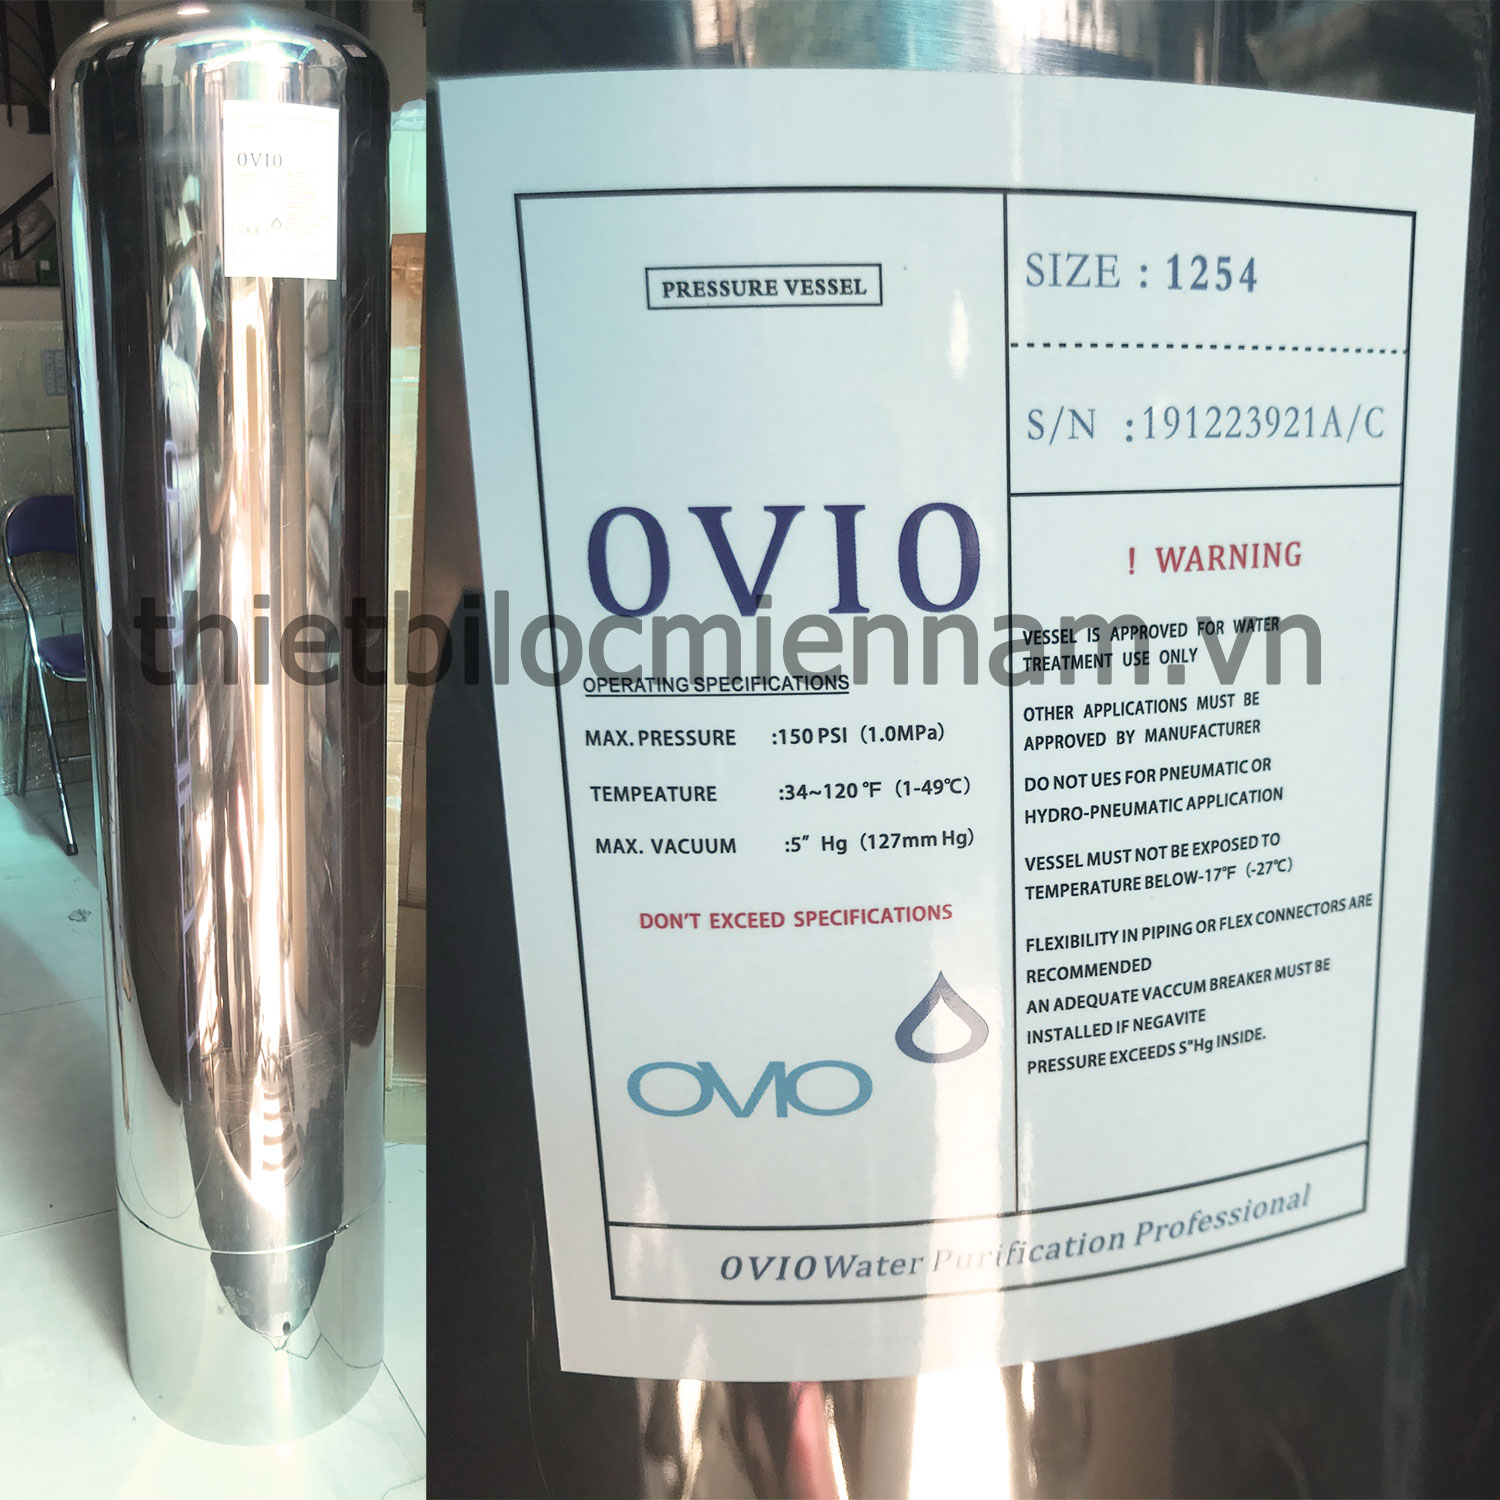 OVIO
PRESSURE VESSEL
OVIO
OPERATING SPECIFICATIONS
MAX. PRESSURE :150 PSI (1.0MPa)
TEMPEATURE :34~120 ℉ (1-49℃)
MAX. VACUUM :5” Hg (127mm Hg)
DON'T EXCEED SPECIFICATIONS
OVIO
SIZE : 1254
S/N :191223921A/C
! WARNING
VESSEL IS APPROVED FOR WATER
TREATMENT USE ONLY
OTHER APPLICATIONS MUST BE
APPROVED BY MANUFACTURER
DO NOT UES FOR PNEUMATIC OR
HYDRO-PNEUMATIC APPLICATION
VESSEL MUST NOT BE EXPOSED TO
TEMPERATURE BELOW-17℉ (-27℃)
FLEXIBILITY IN PIPING OR FLEX CONNECTORS ARE
RECOMMENDED
AN ADEQUATE VACCUM BREAKER MUST BE
INSTALLED IF NEGAVITE
PRESSURE EXCEEDS 5"Hg INSIDE.
OVIO Water Purification Professional
thietbilocmiennam.vn